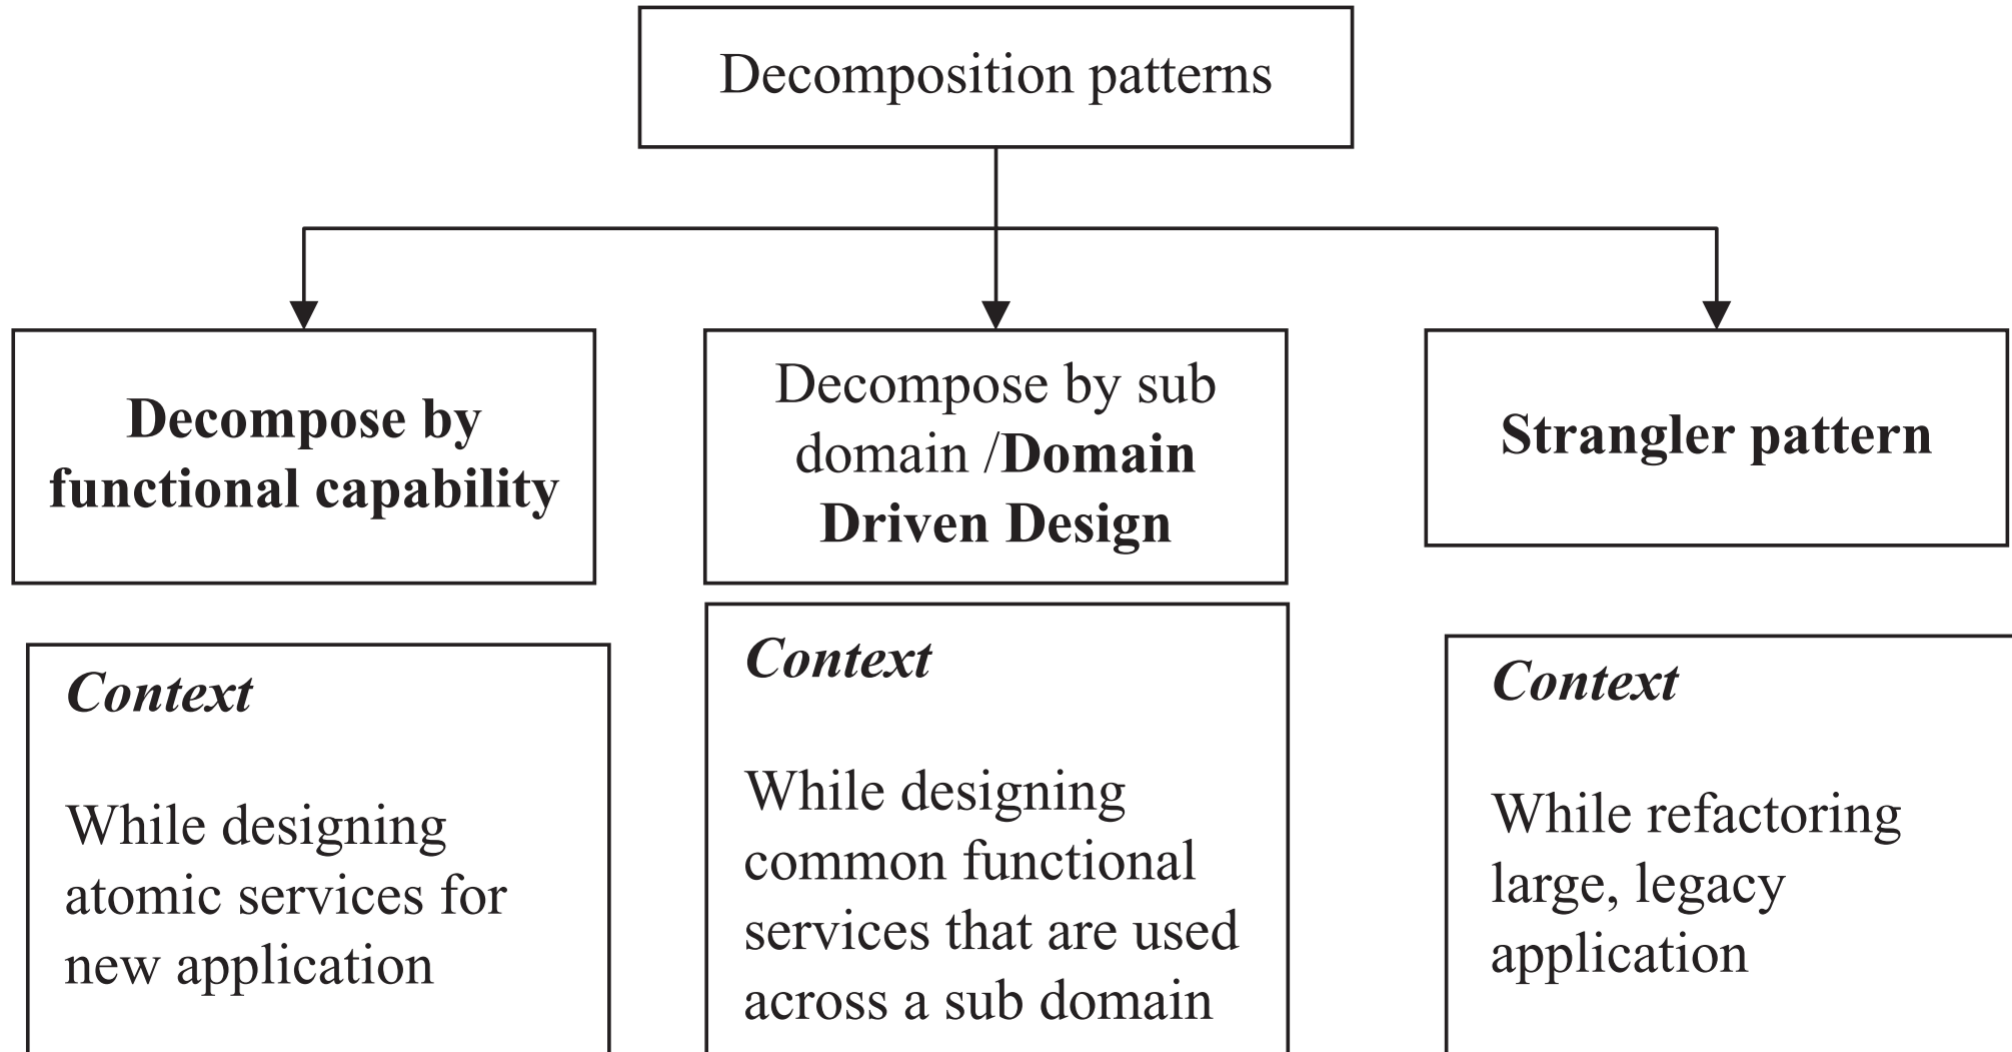 Decomposition patterns
Decompose by
functional capability
Decompose by sub
domain /Domain
Driven Design
Strangler pattern
Context
While designing
atomic services for
new application
Context
While designing
common functional
services that are used
across a sub domain
Context
While refactoring
large, legacy
application